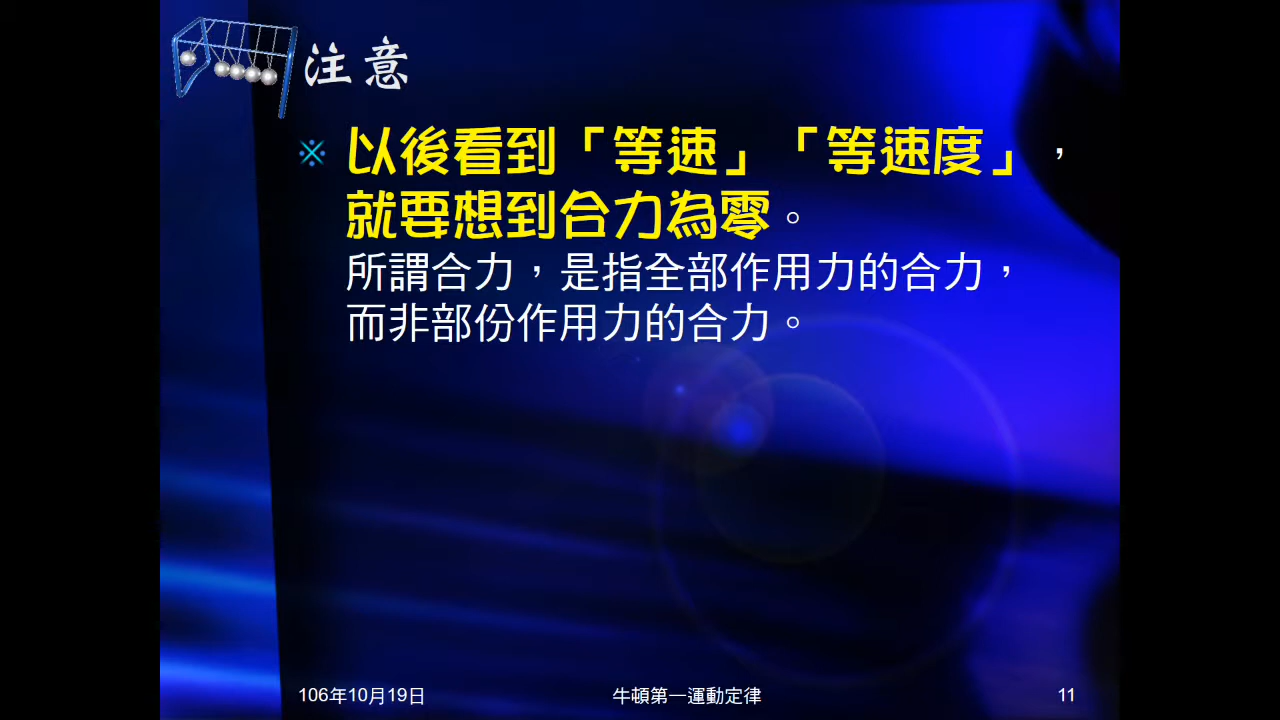 注意
※ 以後看到「等速」「等速度」，
就要想到合力為零。
所謂合力，是指全部作用力的合力，
而非部份作用力的合力。
106年10月19日
牛頓第一運動定律
11